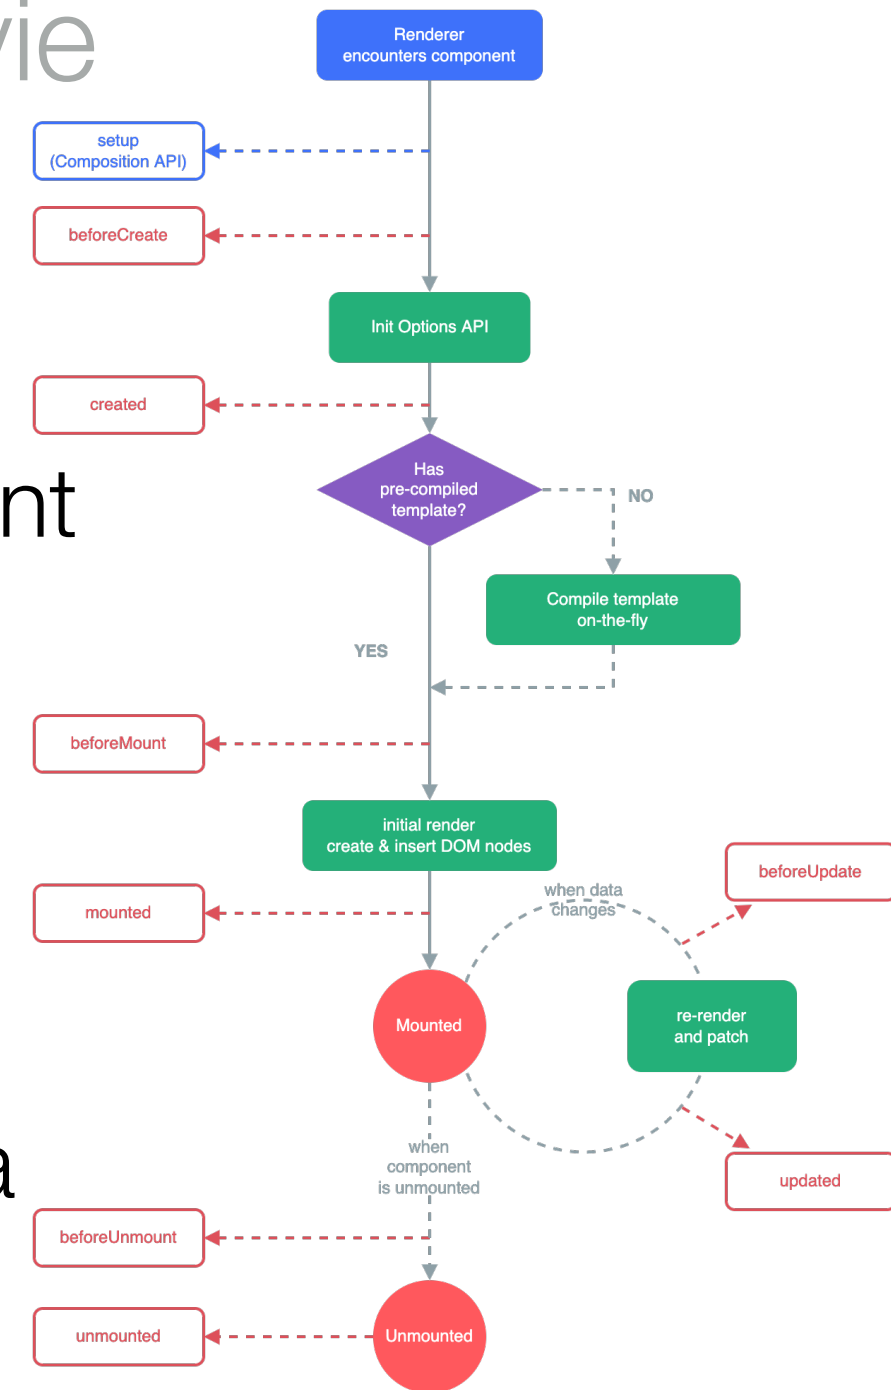 vie
Renderer
encounters component
setup
(Composition API)
beforeCreate
Init Options API
created
Has
pre-compiled
template?
nt
NO
Compile template
on-the-fly
YES
beforeMount
initial render
create & insert DOM nodes
beforeUpdate
when data
changes
mounted
re-render
and patch
Mounted
when
component
is unmounted
a
updated
beforeUnmount
unmounted
Unmounted